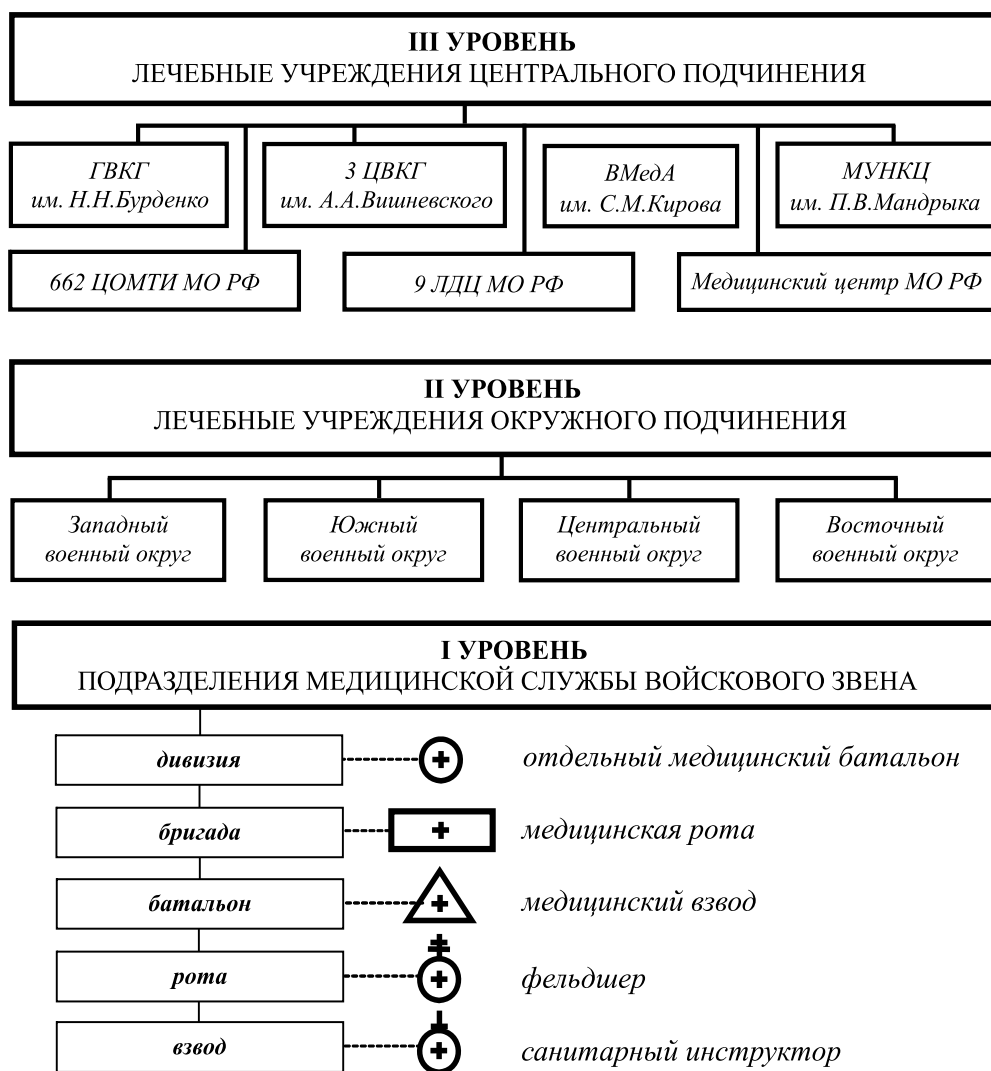 III УРОВЕНЬ
ЛЕЧЕБНЫЕ УЧРЕЖДЕНИЯ ЦЕНТРАЛЬНОГО ПОДЧИНЕНИЯ
ГВКГ
им. Н.Н.Бурденко
3 ЦВКГ
им. А.А.Вишневского
ВМедА
им. С.М.Кирова
МУНКЦ
им. П.В.Мандрыка
662 ЦОМТИ МО РФ
9 ЛДЦ МО РФ
Медицинский центр МО РФ
II УРОВЕНЬ
ЛЕЧЕБНЫЕ УЧРЕЖДЕНИЯ ОКРУЖНОГО ПОДЧИНЕНИЯ
Западный
военный округ
Южный
военный округ
Центральный
военный округ
Восточный
военный округ
I УРОВЕНЬ
ПОДРАЗДЕЛЕНИЯ МЕДИЦИНСКОЙ СЛУЖБЫ ВОЙСКОВОГО ЗВЕНА
дивизия
отдельный медицинский батальон
бригада
медицинская рота
батальон
медицинский взвод
рота
фельдшер
взвод
санитарный инструктор